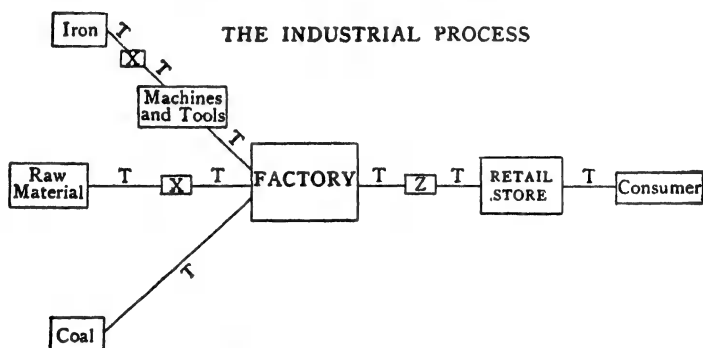 THE INDUSTRIAL PROCESS
Iron
T
X
T
Machines
and Tools
T
Raw
Material
T
X
T
FACTORY
T
Z
T
RETAIL
.STORE
T
Consumer
T
Coal